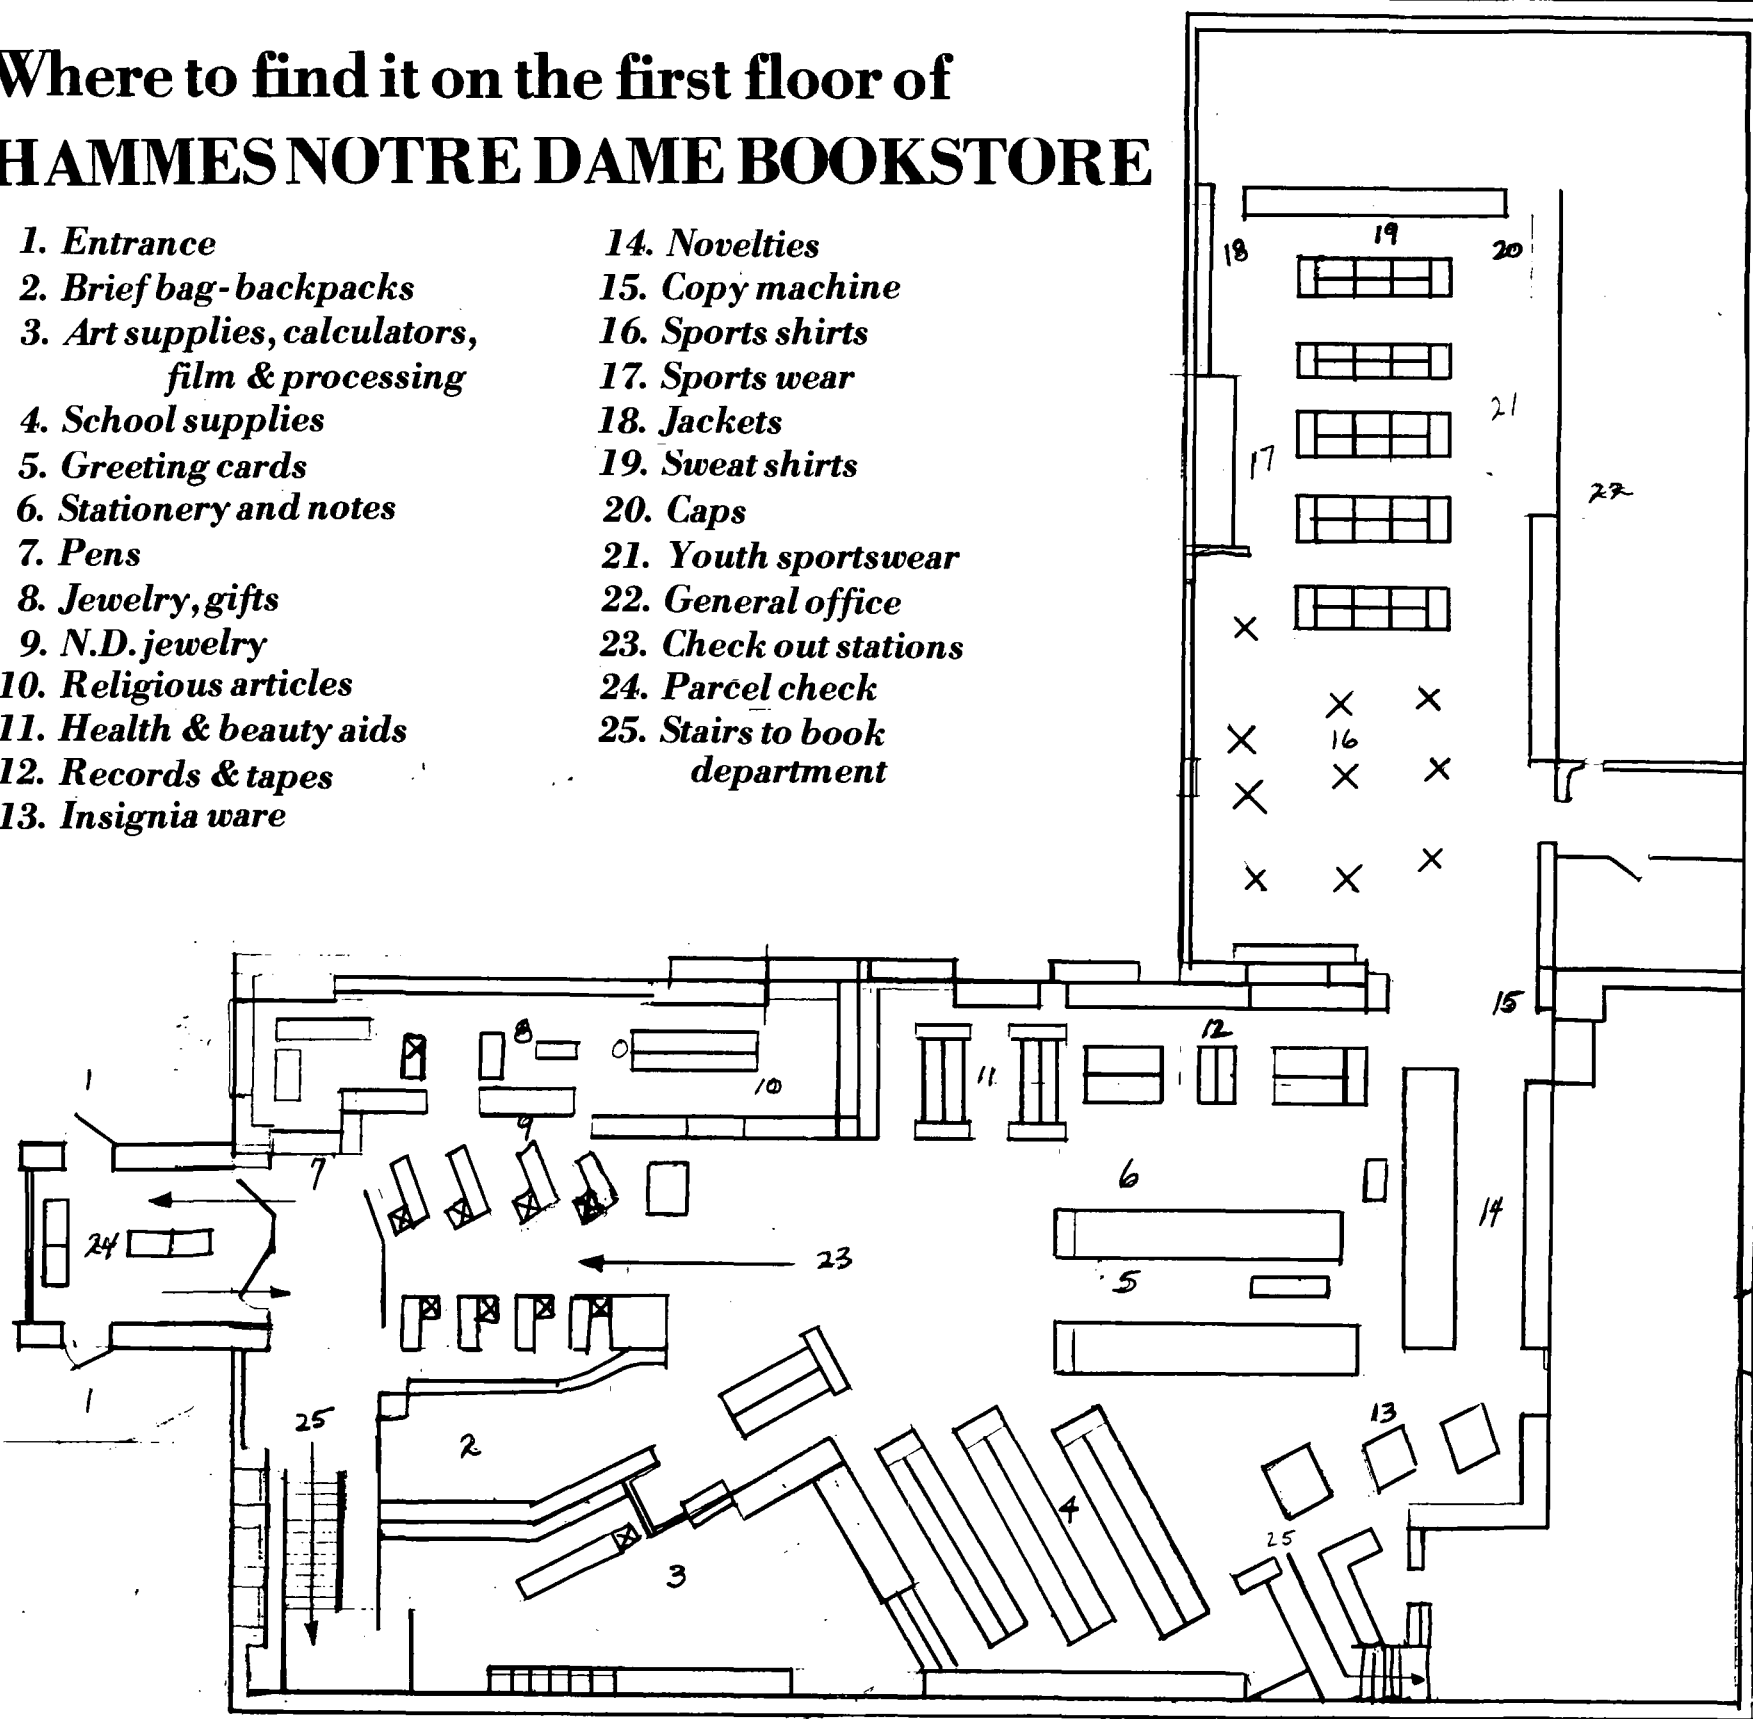 Where to find it on the first floor of
HAMMES NOTRE DAME BOOKSTORE
1. Entrance
2. Brief bag-backpacks
3. Art supplies, calculators,
film & processing
4. School supplies
5. Greeting cards
6. Stationery and notes
7. Pens
8. Jewelry, gifts
9. N.D. jewelry
10. Religious articles
11. Health & beauty aids
12. Records & tapes
13. Insignia ware
14. Novelties
15. Copy machine
16. Sports shirts
17. Sports wear
18. Jackets
19. Sweat shirts
20. Caps
21. Youth sportswear
22. General office
23. Check out stations
24. Parcel check
25. Stairs to book
department
18
19
20
21
17
22
16
15
8
10
11
12
1
9
7
6
14
24
23
5
1
25
2
13
4
25
3